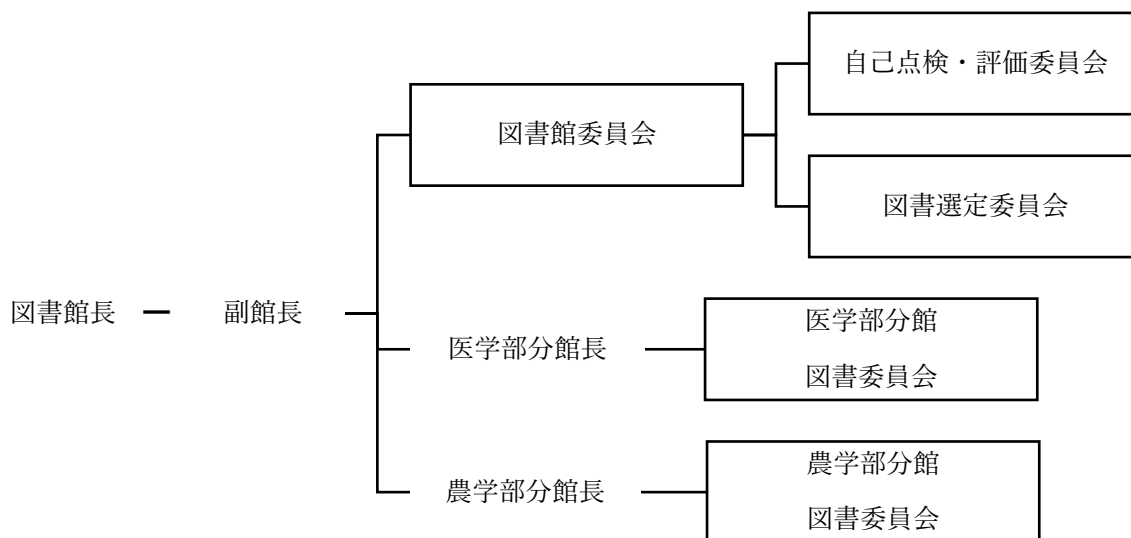 自己点検・評価委員会
図書館委員会
図書選定委員会
図書館長
副館長
医学部分館長
医学部分館
図書委員会
農学部分館長
農学部分館
図書委員会